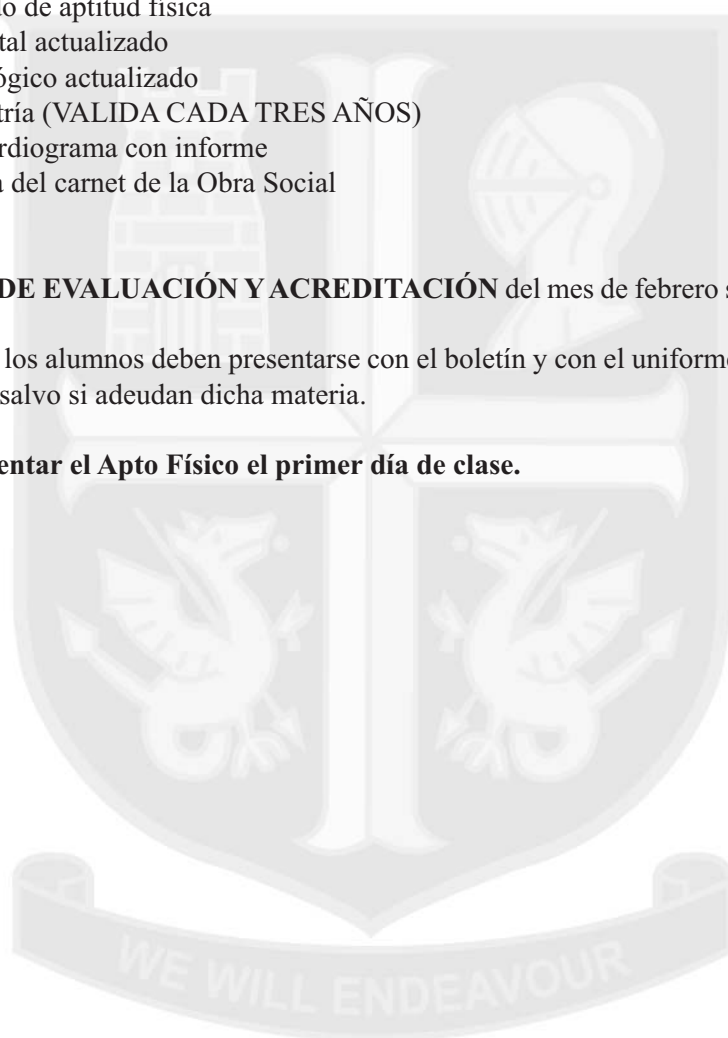 do de aptitud física
tal actualizado
ógico actualizado
tría (VALIDA CADA TRES AÑOS)
rdiograma con informe
a del carnet de la Obra Social
DE EVALUACIÓN Y ACREDITACIÓN del mes de febrero s
los alumnos deben presentarse con el boletín y con el uniforme
salvo si adeudan dicha materia.
entar el Apto Físico el primer día de clase.
WE WILL ENDEAVOUR